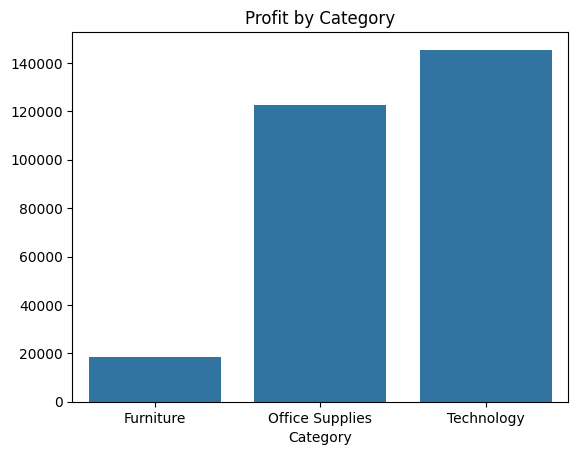 Profit by Category
140000
120000
100000
80000
60000
40000
20000
0
Furniture
Office Supplies
Technology
Category